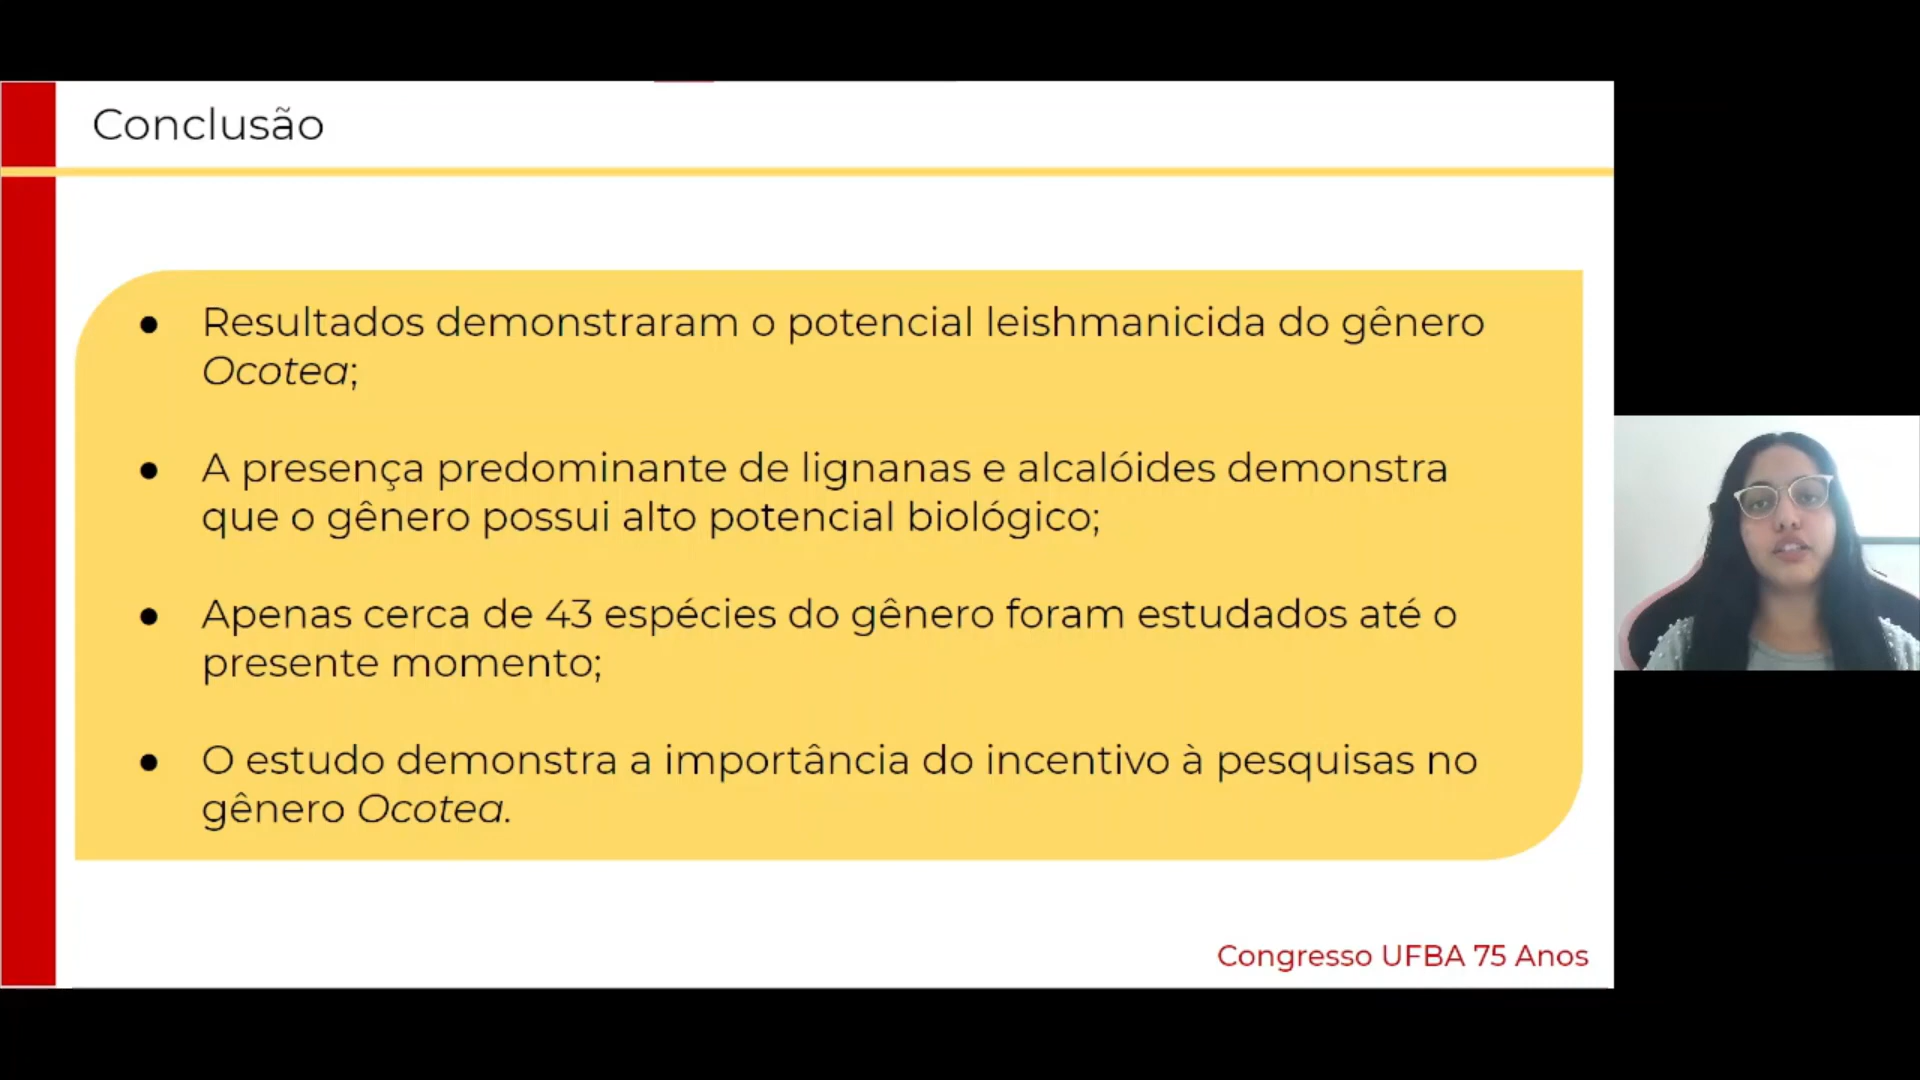 Conclusão
● Resultados demonstraram o potencial leishmanicida do gênero
Ocotea;
● A presença predominante de lignanas e alcalóides demonstra
que o gênero possui alto potencial biológico;
● Apenas cerca de 43 espécies do gênero foram estudados até o
presente momento;
● O estudo demonstra a importância do incentivo à pesquisas no
gênero Ocotea.
Congresso UFBA 75 Anos